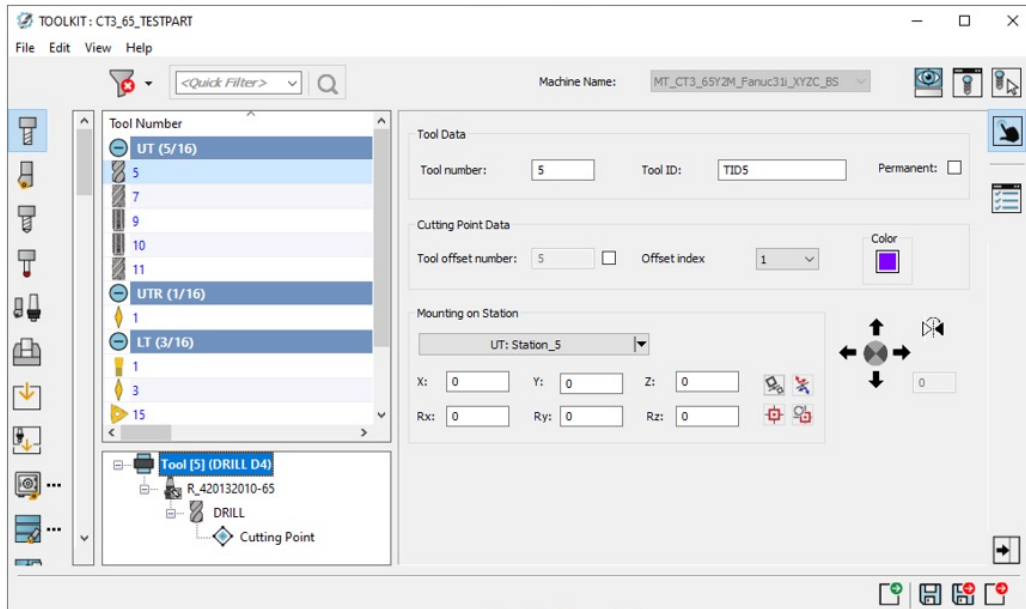 TOOLKIT : CT3_65_TESTPART
File Edit View Help
<Quick Filter>
Machine Name: MT_CT3_65Y2M_Fanuc31i_XYZC_BS
Tool Number
UT (5/16)
5
7
9
10
11
UTR (1/16)
1
LT (3/16)
1
3
15
Tool [5] (DRILL D4)
R_420132010-65
DRILL
Cutting Point
Tool Data
Tool number: 5 Tool ID: TID5 Permanent:
Cutting Point Data
Tool offset number: 5 Offset index 1 Color
Mounting on Station
UT: Station_5
X: 0 Y: 0 Z: 0
Rx: 0 Ry: 0 Rz: 0
0